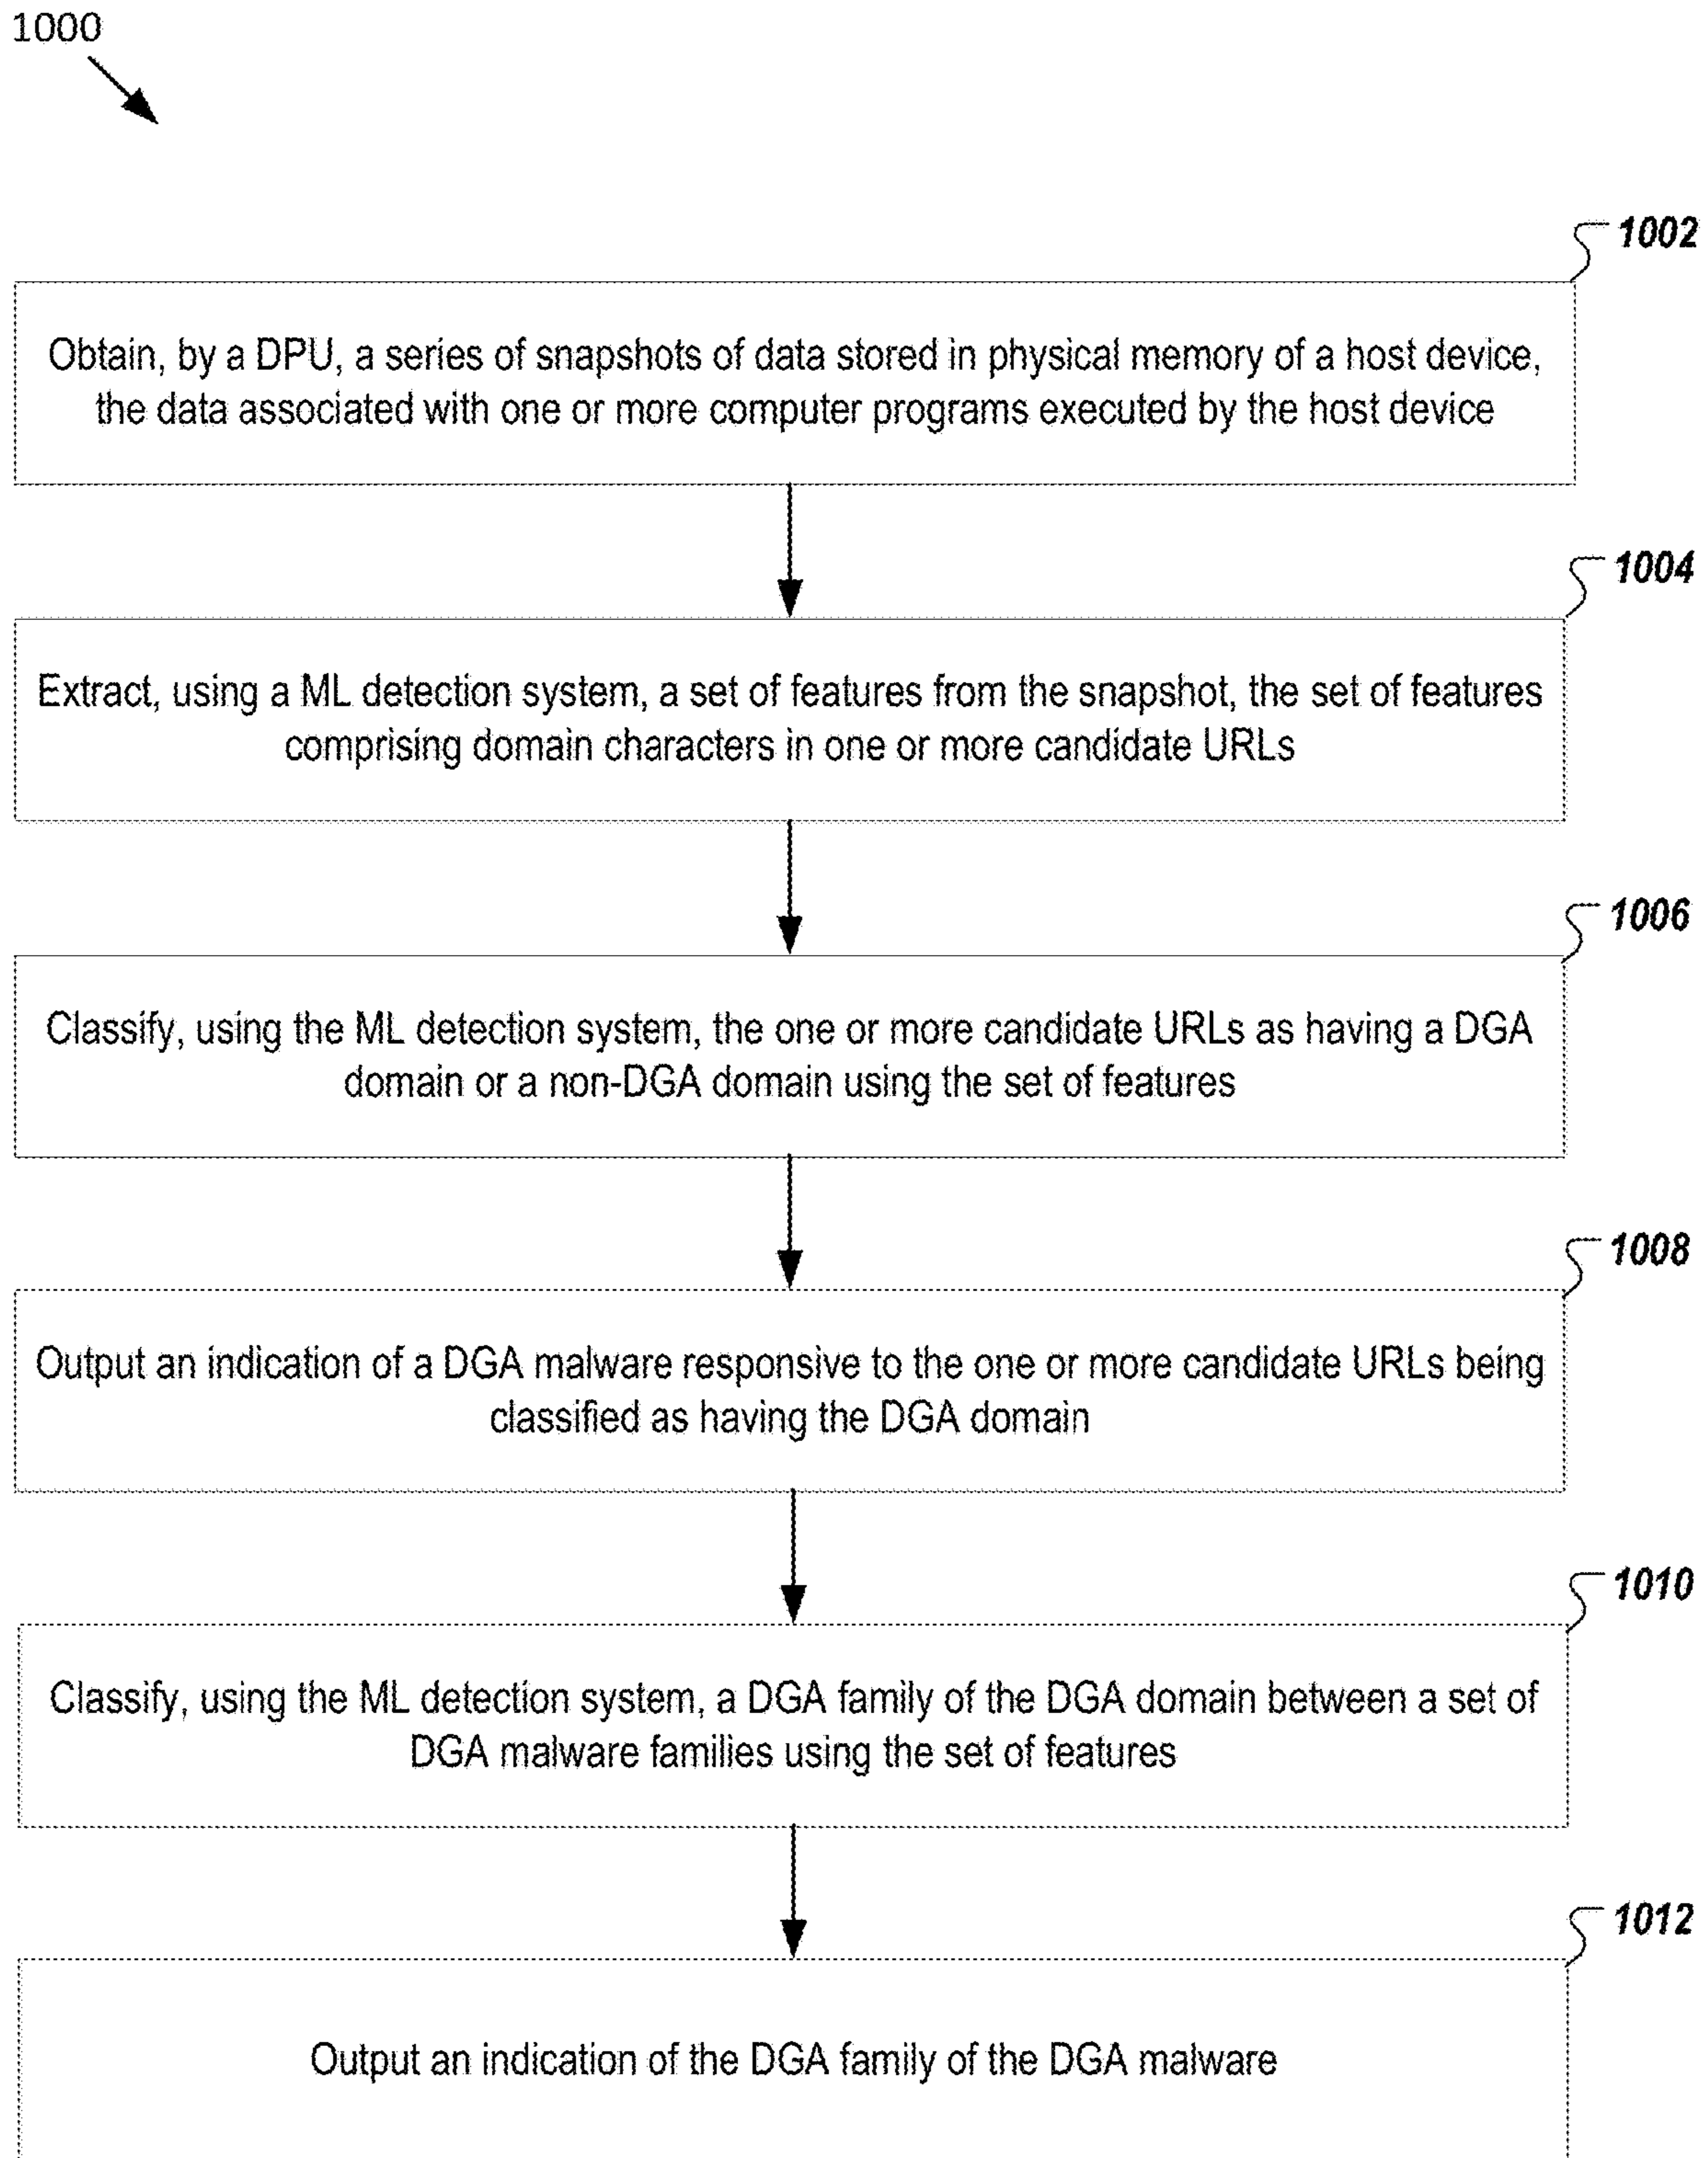 1000
1002
Obtain, by a DPU, a series of snapshots of data stored in physical memory of a host device,
the data associated with one or more computer programs executed by the host device
1004
Extract, using a ML detection system, a set of features from the snapshot, the set of features
comprising domain characters in one or more candidate URLs
1006
Classify, using the ML detection system, the one or more candidate URLs as having a DGA
domain or a non-DGA domain using the set of features
1008
Output an indication of a DGA malware responsive to the one or more candidate URLs being
classified as having the DGA domain
1010
Classify, using the ML detection system, a DGA family of the DGA domain between a set of
DGA malware families using the set of features
1012
Output an indication of the DGA family of the DGA malware